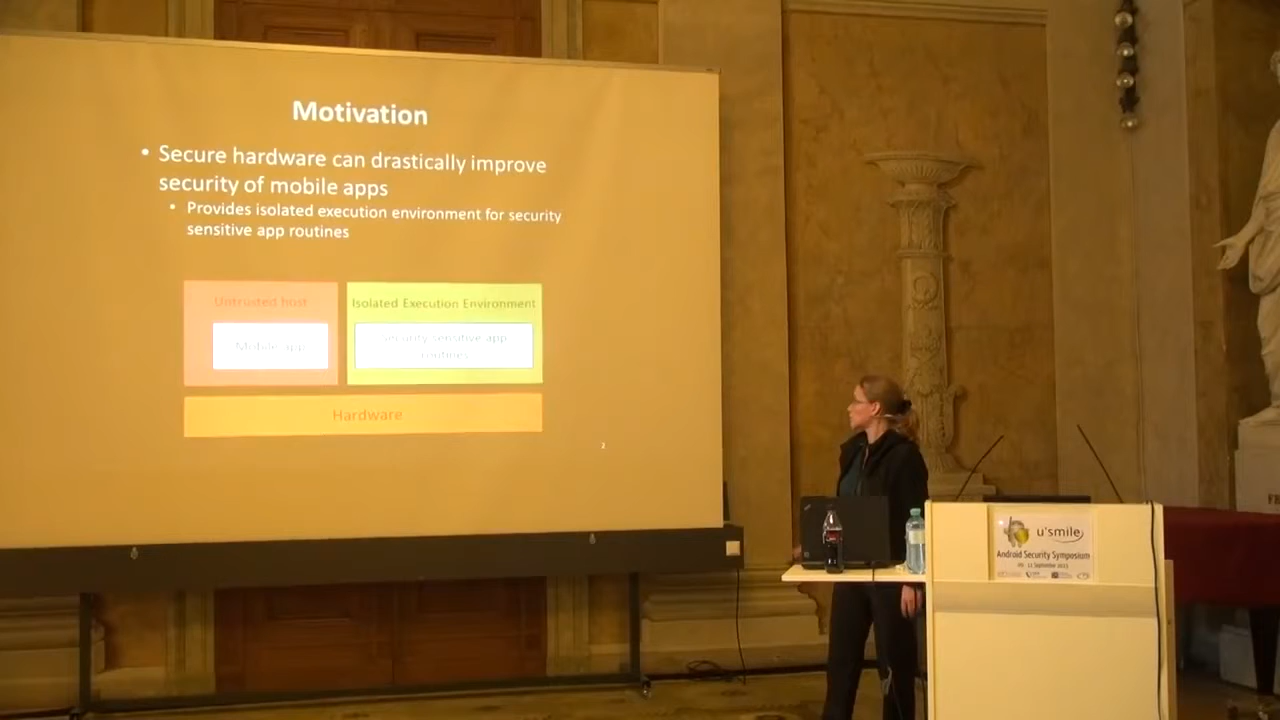 Motivation
• Secure hardware can drastically improve
security of mobile apps
• Provides isolated execution environment for security
sensitive app routines
Untrusted host
Isolated Execution Environment
Mobile app
security sensitive app
routines
Hardware
2
u'smile
Android Security Symposium